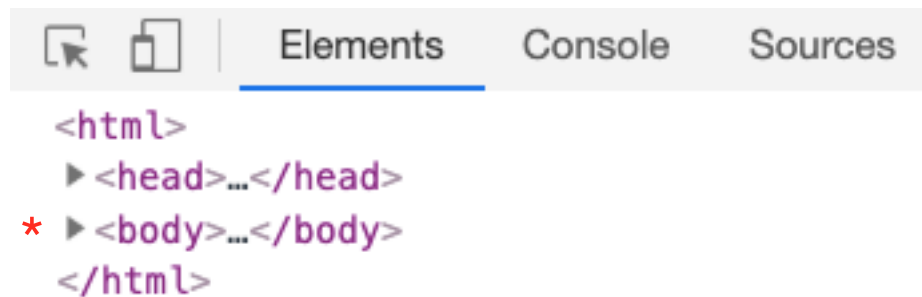 Elements Console Sources
<html>
▶ <head>…</head>
* ▶ <body>…</body>
</html>